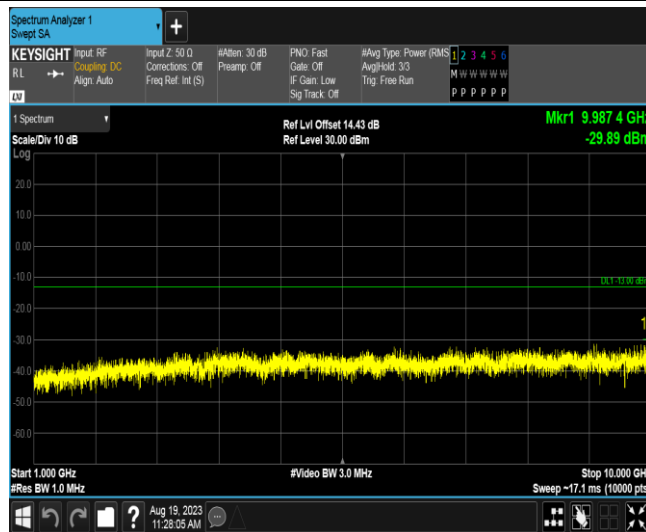 Spectrum Analyzer 1
Swept SA
KEYSIGHT
RL
LXI
Input: RF
Coupling: DC
Align: Auto
Input Z: 50 Ω
Corrections: Off
Freq Ref: Int (S)
#Atten: 30 dB
Preamp: Off
PNO: Fast
Gate: Off
IF Gain: Low
Sig Track: Off
#Avg Type: Power (RMS
Avg|Hold: 3/3
Trig: Free Run
1 2 3 4 5 6
M W W W W W
P P P P P P
1 Spectrum
Scale/Div 10 dB
Ref Lvl Offset 14.43 dB
Ref Level 30.00 dBm
Mkr1 9.987 4 GHz
-29.89 dBm
Log
20.0
10.0
0.00
-10.0
-20.0
-30.0
-40.0
-50.0
-60.0
DL1 -13.00 dBm
1
Start 1.000 GHz
#Res BW 1.0 MHz
#Video BW 3.0 MHz
Stop 10.000 GHz
Sweep ~17.1 ms (10000 pts
?
Aug 19, 2023
11:28:05 AM